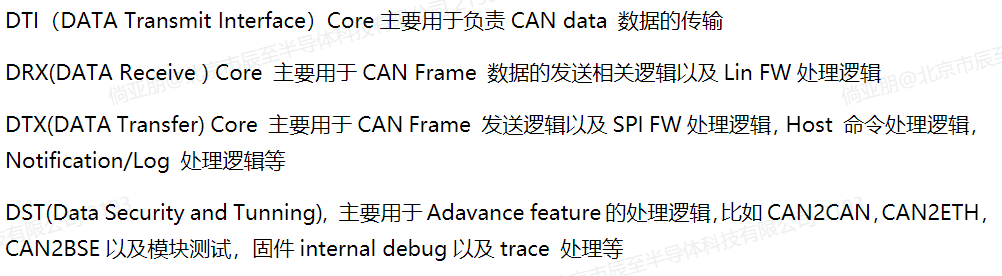 DTI（DATA Transmit Interface）Core 主要用于负责 CAN data 数据的传输
DRX(DATA Receive ) Core 主要用于 CAN Frame 数据的发送相关逻辑以及 Lin FW 处理逻辑
DTX(DATA Transfer) Core 主要用于 CAN Frame 发送逻辑以及 SPI FW 处理逻辑，Host 命令处理逻辑，
Notification/Log 处理逻辑等
DST(Data Security and Tunning)，主要用于 Adavance feature 的处理逻辑，比如 CAN2CAN，CAN2ETH，
CAN2BSE 以及模块测试，固件 internal debug 以及 trace 处理等